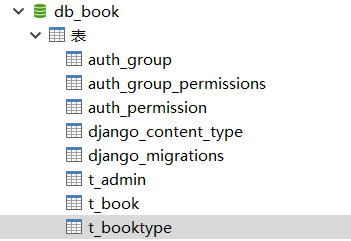 db_book
表
auth_group
auth_group_permissions
auth_permission
django_content_type
django_migrations
t_admin
t_book
t_booktype